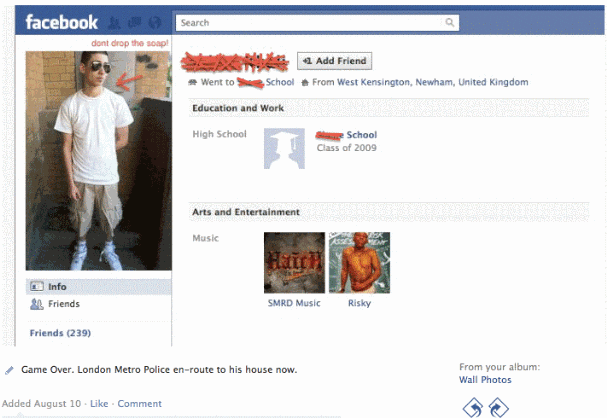 facebook
Search
dont drop the soap!
+1 Add Friend
Went to School
From West Kensington, Newham, United Kingdom
Education and Work
High School
School
Class of 2009
Arts and Entertainment
Music
SMRD Music
Risky
Info
Friends
Friends (239)
Game Over. London Metro Police en-route to his house now.
From your album:
Wall Photos
Added August 10 · Like · Comment